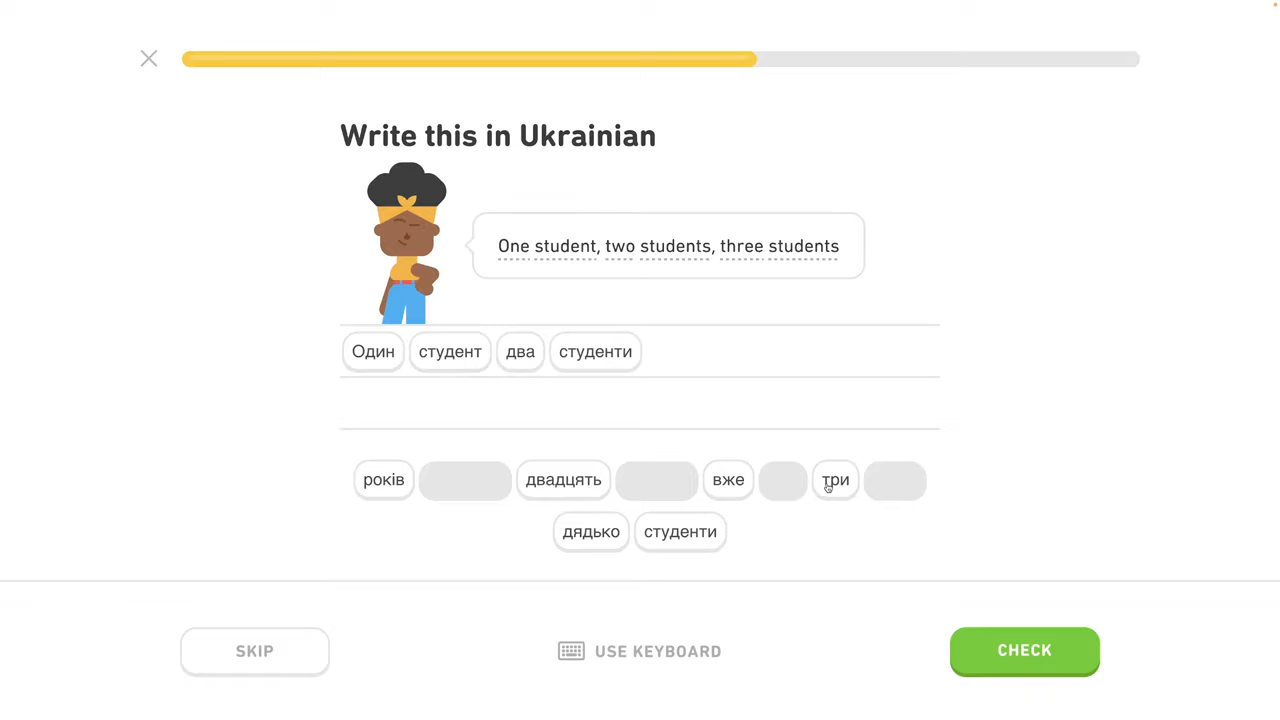 Write this in Ukrainian
One student, two students, three students
Один студент два студенти
років двадцять вже три
дядько студенти
SKIP USE KEYBOARD CHECK